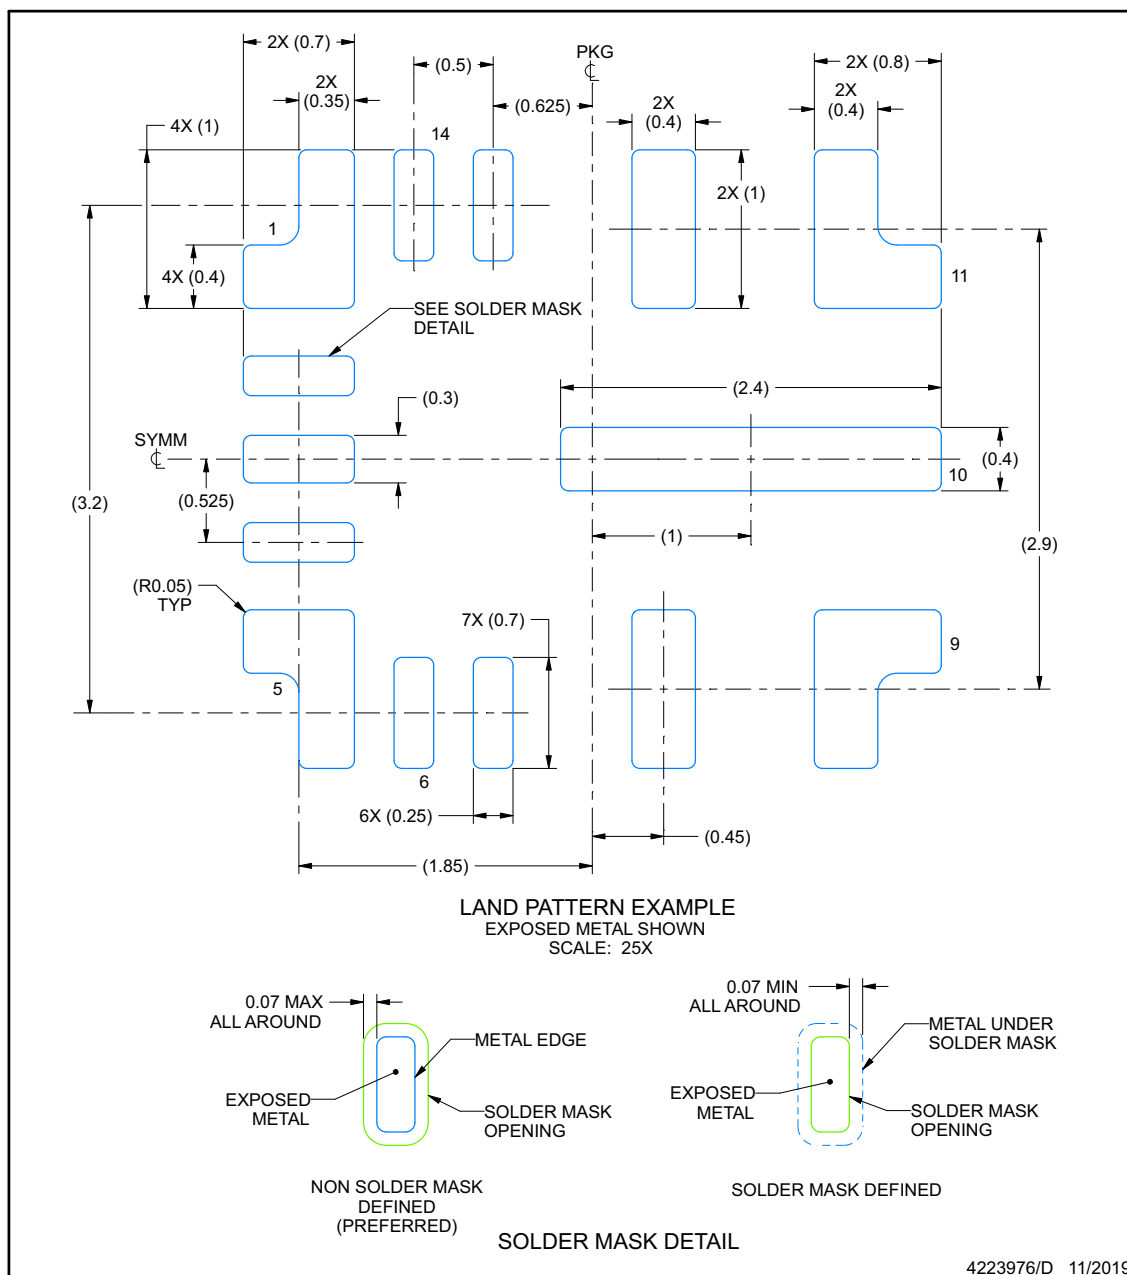 2X (0.7)
(0.5)
PKG
℄
2X (0.8)
2X
(0.35)
(0.625)
2X
(0.4)
2X
(0.4)
4X (1)
14
2X (1)
1
4X (0.4)
11
SEE SOLDER MASK
DETAIL
(2.4)
(0.3)
SYMM
℄
(0.4)
10
(3.2)
(0.525)
(1)
(2.9)
(R0.05)
TYP
7X (0.7)
9
5
6
6X (0.25)
(0.45)
(1.85)
LAND PATTERN EXAMPLE
EXPOSED METAL SHOWN
SCALE: 25X
0.07 MAX
ALL AROUND
METAL EDGE
EXPOSED
METAL
SOLDER MASK
OPENING
NON SOLDER MASK
DEFINED
(PREFERRED)
0.07 MIN
ALL AROUND
METAL UNDER
SOLDER MASK
EXPOSED
METAL
SOLDER MASK
OPENING
SOLDER MASK DEFINED
SOLDER MASK DETAIL
4223976/D 11/2019